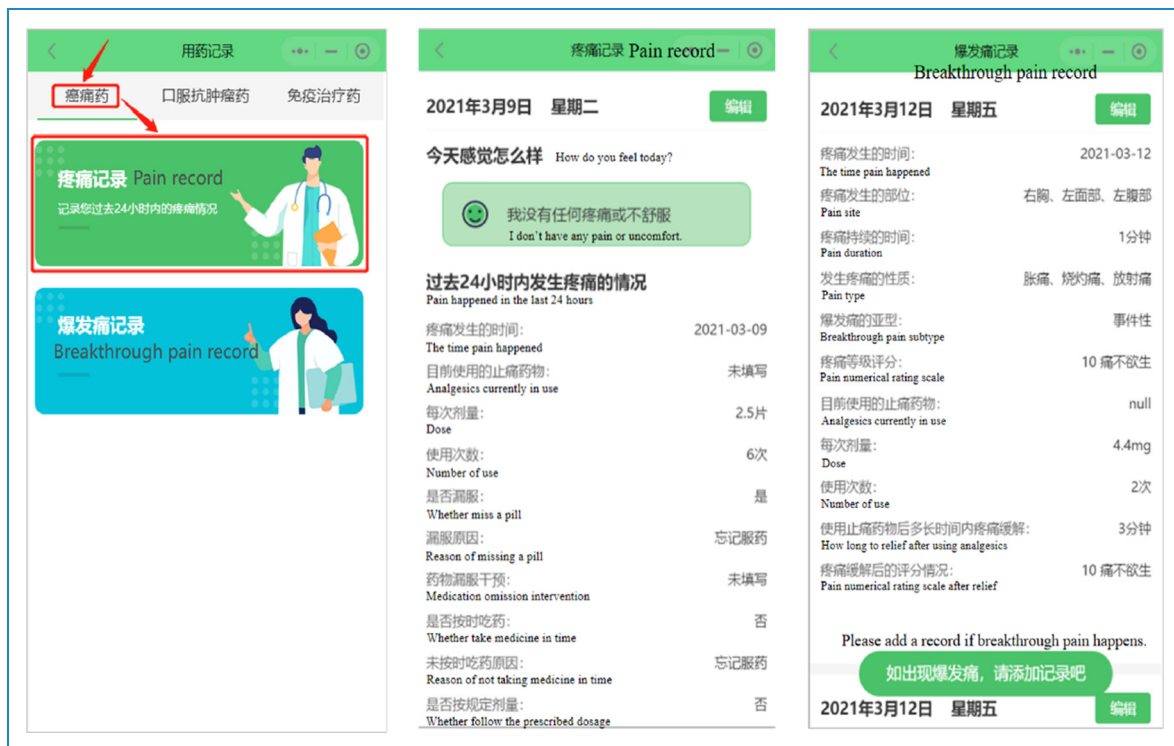 用药记录
癌痛药 口服抗肿瘤药 免疫治疗药
疼痛记录 Pain record
记录您过去24小时内的疼痛情况
爆发痛记录
Breakthrough pain record
疼痛记录 Pain record
2021年3月9日 星期二 编辑
今天感觉怎么样 How do you feel today?
我没有任何疼痛或不舒服
I don't have any pain or uncomfort.
过去24小时内发生疼痛的情况
Pain happened in the last 24 hours
疼痛发生的时间: 2021-03-09
The time pain happened
目前使用的止痛药物: 未填写
Analgesics currently in use
每次剂量: 2.5片
Dose
使用次数: 6次
Number of use
是否漏服: 是
Whether miss a pill
漏服原因: 忘记服药
Reason of missing a pill
药物漏服干预: 未填写
Medication omission intervention
是否按时吃药: 否
Whether take medicine in time
未按时吃药原因: 忘记服药
Reason of not taking medicine in time
是否按规定剂量: 否
Whether follow the prescribed dosage
爆发痛记录
Breakthrough pain record
2021年3月12日 星期五 编辑
疼痛发生的时间: 2021-03-12
The time pain happened
疼痛发生的部位: 右胸、左面部、左腹部
Pain site
疼痛持续的时间: 1分钟
Pain duration
发生疼痛的性质: 胀痛、烧灼痛、放射痛
Pain type
爆发痛的亚型: 事件性
Breakthrough pain subtype
疼痛等级评分: 10 痛不欲生
Pain numerical rating scale
目前使用的止痛药物: null
Analgesics currently in use
每次剂量: 4.4mg
Dose
使用次数: 2次
Number of use
使用止痛药物后多长时间内疼痛缓解: 3分钟
How long to relief after using analgesics
疼痛缓解后的评分情况: 10 痛不欲生
Pain numerical rating scale after relief
Please add a record if breakthrough pain happens.
如出现爆发痛，请添加记录吧
2021年3月12日 星期五 编辑